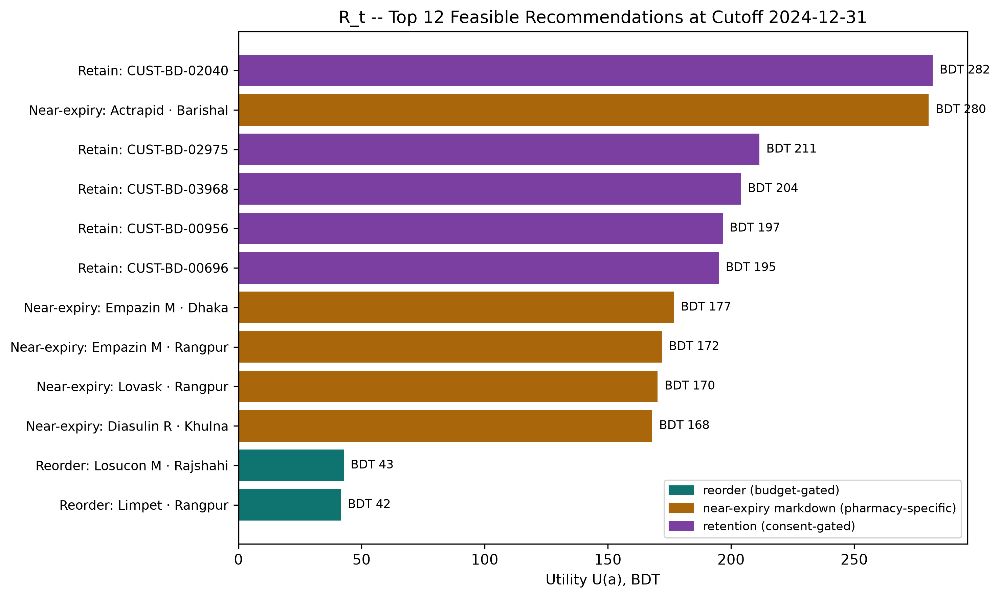 R_t -- Top 12 Feasible Recommendations at Cutoff 2024-12-31
Retain: CUST-BD-02040
BDT 282
Near-expiry: Actrapid · Barishal
BDT 280
Retain: CUST-BD-02975
BDT 211
Retain: CUST-BD-03968
BDT 204
Retain: CUST-BD-00956
BDT 197
Retain: CUST-BD-00696
BDT 195
Near-expiry: Empazin M · Dhaka
BDT 177
Near-expiry: Empazin M · Rangpur
BDT 172
Near-expiry: Lovask · Rangpur
BDT 170
Near-expiry: Diasulin R · Khulna
BDT 168
Reorder: Losucon M · Rajshahi
BDT 43
Reorder: Limpet · Rangpur
BDT 42
reorder (budget-gated)
near-expiry markdown (pharmacy-specific)
retention (consent-gated)
0 50 100 150 200 250
Utility U(a), BDT